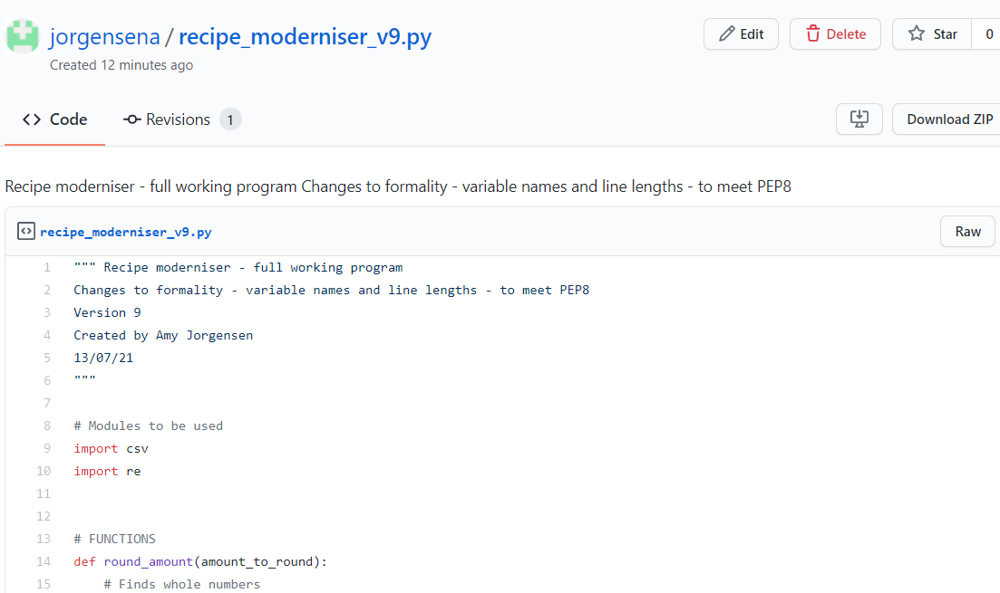 jorgensena / recipe_moderniser_v9.py
Edit
Delete
Star
0
Created 12 minutes ago
Code
Revisions 1
Download ZIP
Recipe moderniser - full working program Changes to formality - variable names and line lengths - to meet PEP8
recipe_moderniser_v9.py
Raw
1 """ Recipe moderniser - full working program
2 Changes to formality - variable names and line lengths - to meet PEP8
3 Version 9
4 Created by Amy Jorgensen
5 13/07/21
6 """
7
8 # Modules to be used
9 import csv
10 import re
11
12
13 # FUNCTIONS
14 def round_amount(amount_to_round):
15 # Finds whole numbers